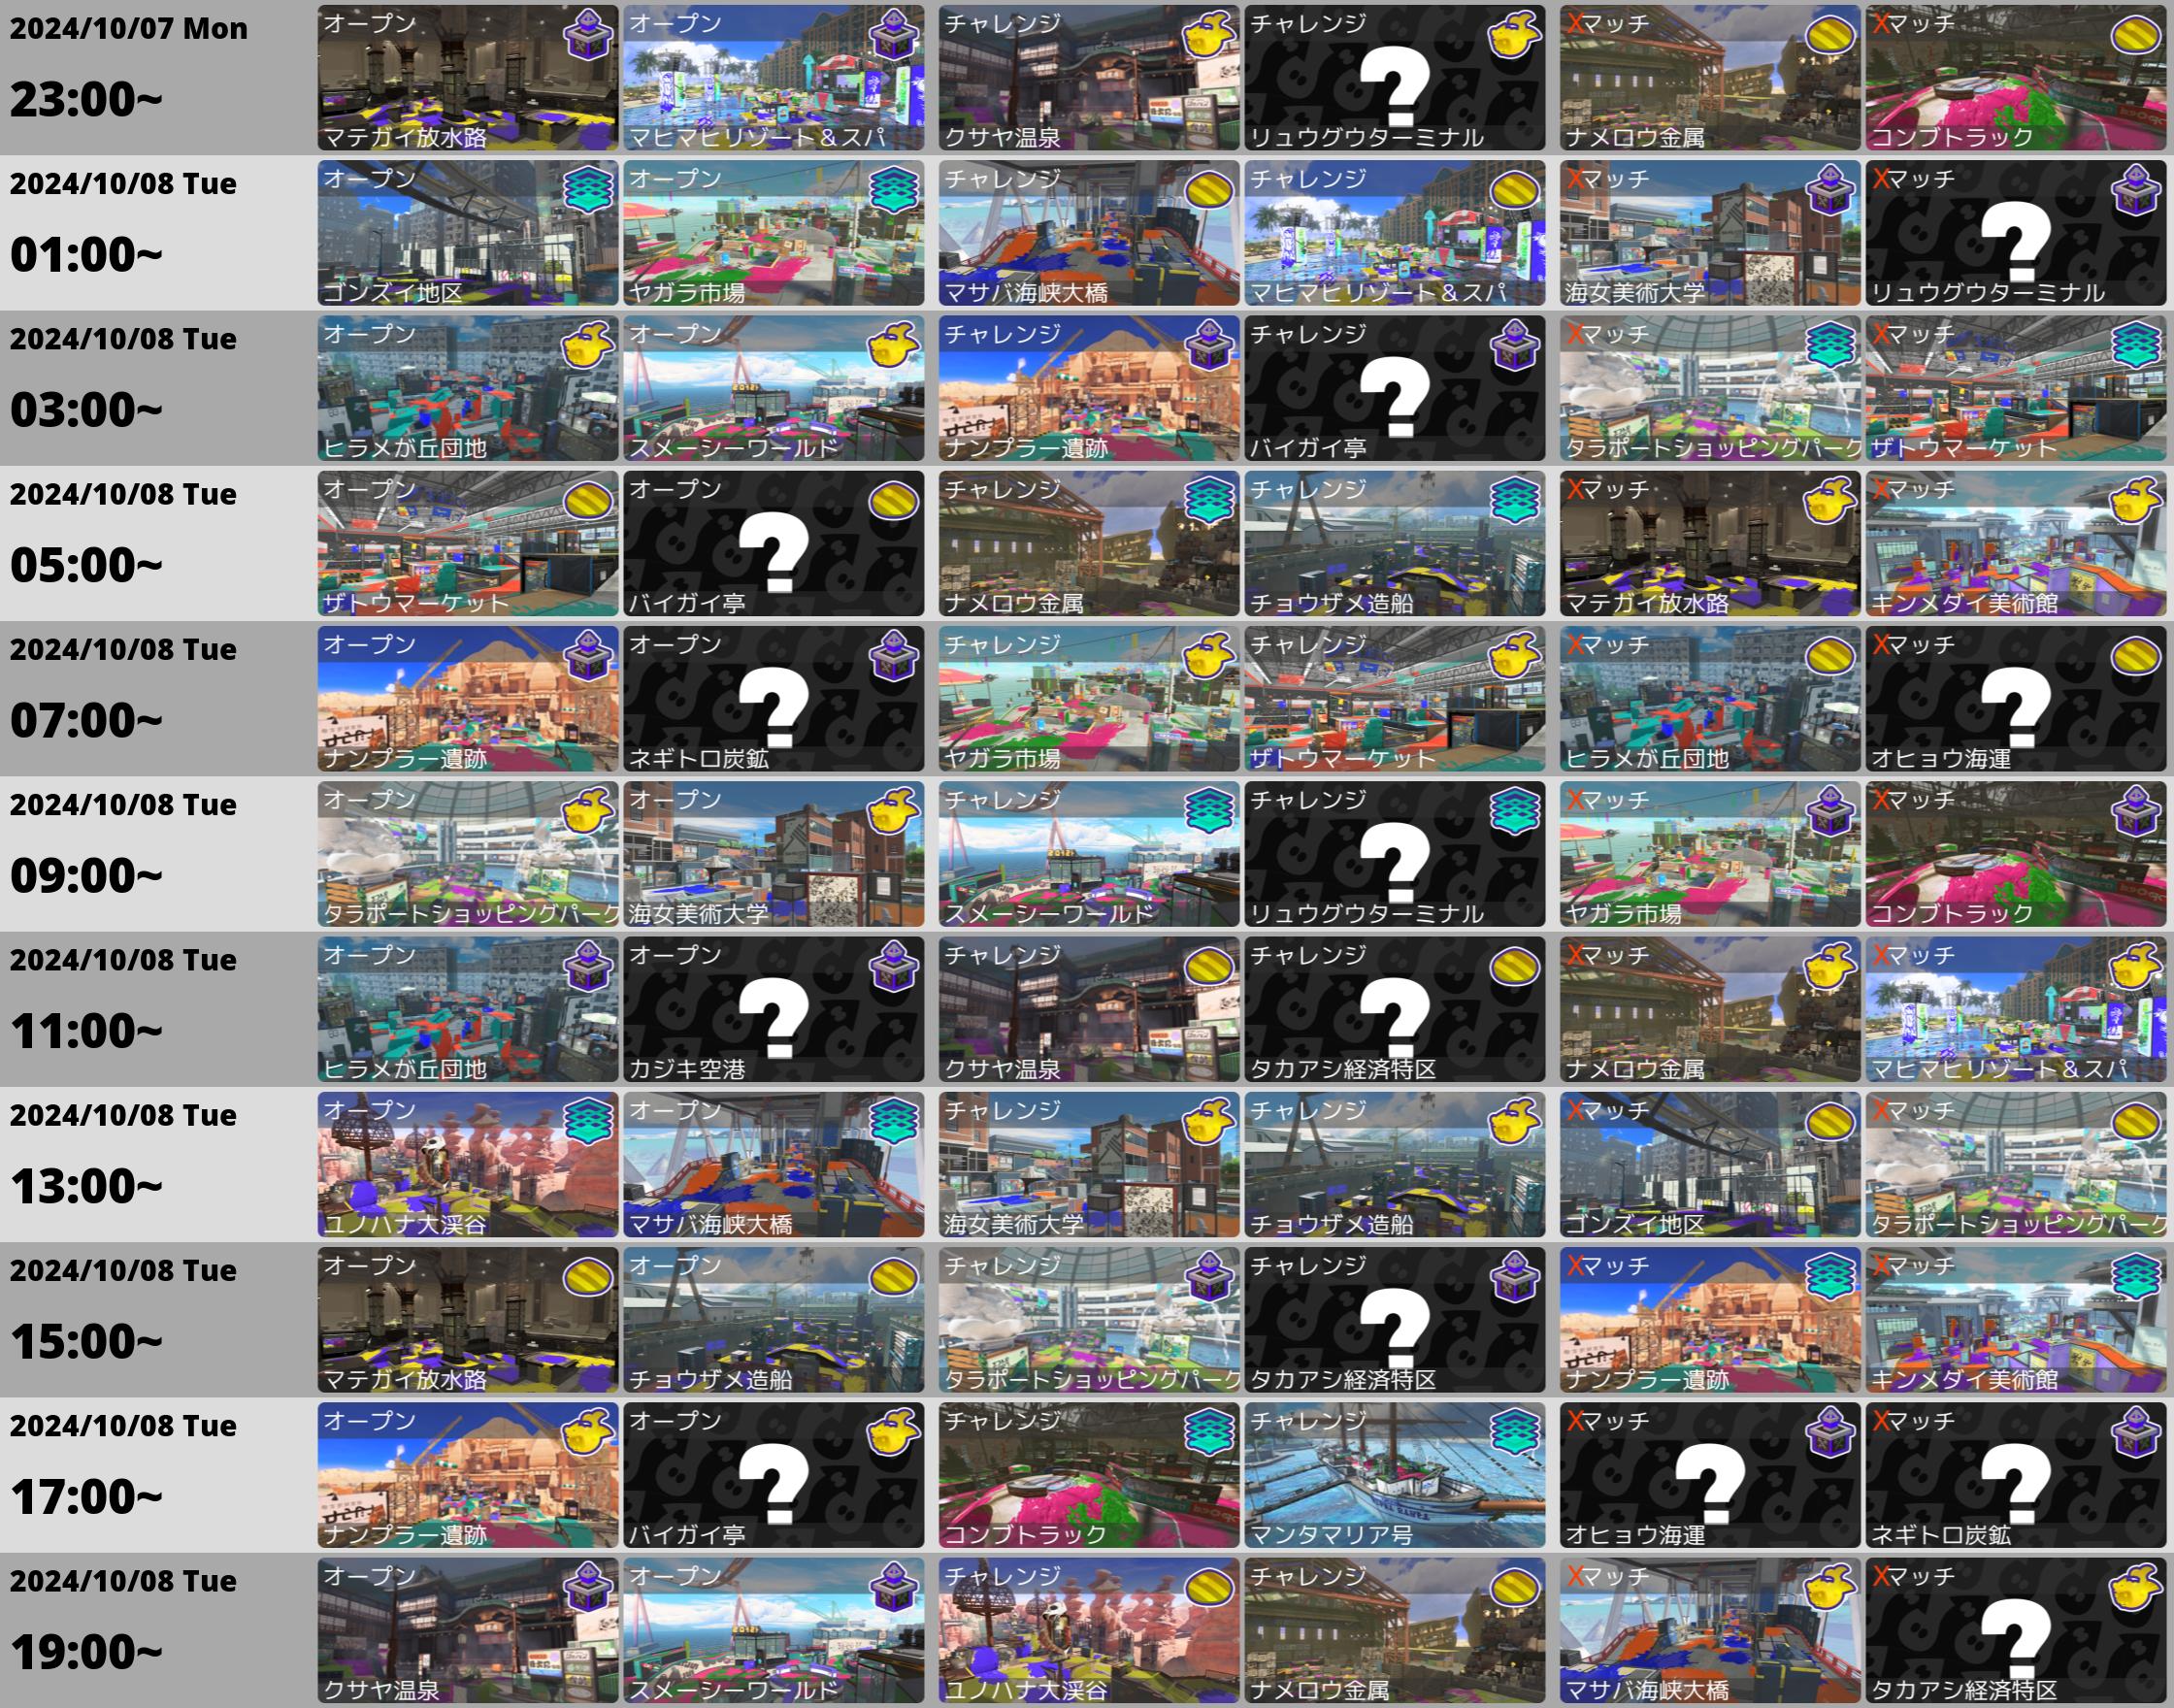 2024/10/07 Mon
23:00~
オープン
マテガイ放水路
オープン
マヒマヒリゾート＆スパ
チャレンジ
クサヤ温泉
チャレンジ
リュウグウターミナル
Xマッチ
ナメロウ金属
Xマッチ
コンブトラック
2024/10/08 Tue
01:00~
オープン
ゴンズイ地区
オープン
ヤガラ市場
チャレンジ
マサバ海峡大橋
チャレンジ
マヒマヒリゾート＆スパ
Xマッチ
海女美術大学
Xマッチ
リュウグウターミナル
2024/10/08 Tue
03:00~
オープン
ヒラメが丘団地
オープン
スメーシーワールド
チャレンジ
ナンプラー遺跡
チャレンジ
バイガイ亭
Xマッチ
タラポートショッピングパーク
Xマッチ
ザトウマーケット
2024/10/08 Tue
05:00~
オープン
ザトウマーケット
オープン
バイガイ亭
チャレンジ
ナメロウ金属
チャレンジ
チョウザメ造船
Xマッチ
マテガイ放水路
Xマッチ
キンメダイ美術館
2024/10/08 Tue
07:00~
オープン
ナンプラー遺跡
オープン
ネギトロ炭鉱
チャレンジ
ヤガラ市場
チャレンジ
ザトウマーケット
Xマッチ
ヒラメが丘団地
Xマッチ
オヒョウ海運
2024/10/08 Tue
09:00~
オープン
タラポートショッピングパーク
オープン
海女美術大学
チャレンジ
スメーシーワールド
チャレンジ
リュウグウターミナル
Xマッチ
ヤガラ市場
Xマッチ
コンブトラック
2024/10/08 Tue
11:00~
オープン
ヒラメが丘団地
オープン
カジキ空港
チャレンジ
クサヤ温泉
チャレンジ
タカアシ経済特区
Xマッチ
ナメロウ金属
Xマッチ
マヒマヒリゾート＆スパ
2024/10/08 Tue
13:00~
オープン
ユノハナ大渓谷
オープン
マサバ海峡大橋
チャレンジ
海女美術大学
チャレンジ
チョウザメ造船
Xマッチ
ゴンズイ地区
Xマッチ
タラポートショッピングパーク
2024/10/08 Tue
15:00~
オープン
マテガイ放水路
オープン
チョウザメ造船
チャレンジ
タラポートショッピングパーク
チャレンジ
タカアシ経済特区
Xマッチ
ナンプラー遺跡
Xマッチ
キンメダイ美術館
2024/10/08 Tue
17:00~
オープン
ナンプラー遺跡
オープン
バイガイ亭
チャレンジ
コンブトラック
チャレンジ
マンタマリア号
Xマッチ
オヒョウ海運
Xマッチ
ネギトロ炭鉱
2024/10/08 Tue
19:00~
オープン
クサヤ温泉
オープン
スメーシーワールド
チャレンジ
ユノハナ大渓谷
チャレンジ
ナメロウ金属
Xマッチ
マサバ海峡大橋
Xマッチ
タカアシ経済特区